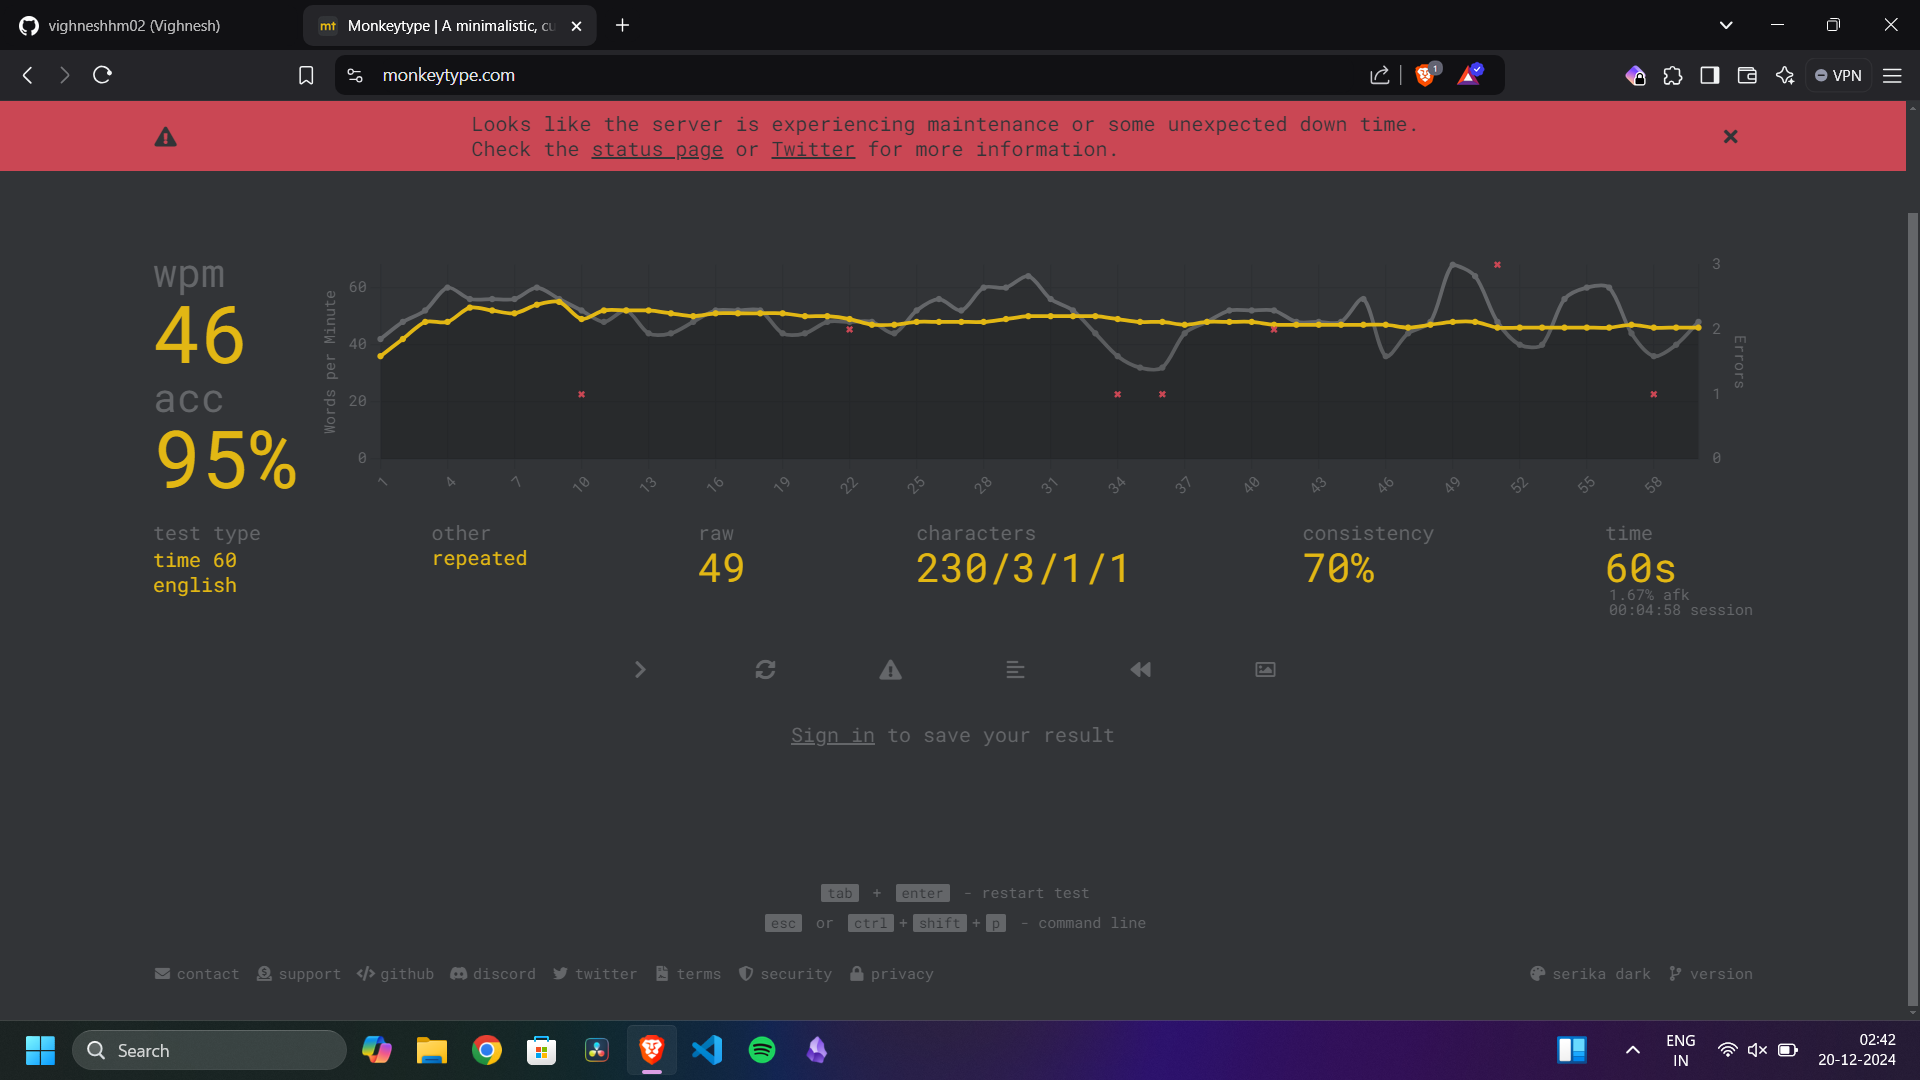 vighneshhm02 (Vighnesh)
mt Monkeytype | A minimalistic, cu
monkeytype.com
1
VPN
Looks like the server is experiencing maintenance or some unexpected down time.
Check the status page or Twitter for more information.
wpm
46
acc
95%
Words per Minute
60
40
20
0
3
2
1
0
Errors
1 4 7 10 13 16 19 22 25 28 31 34 37 40 43 46 49 52 55 58
test type
time 60
english
other
repeated
raw
49
characters
230/3/1/1
consistency
70%
time
60s
1.67% afk
00:04:58 session
Sign in to save your result
tab + enter - restart test
esc or ctrl + shift + p - command line
contact support github discord twitter terms security privacy
serika dark version
Search
ENG
IN
02:42
20-12-2024